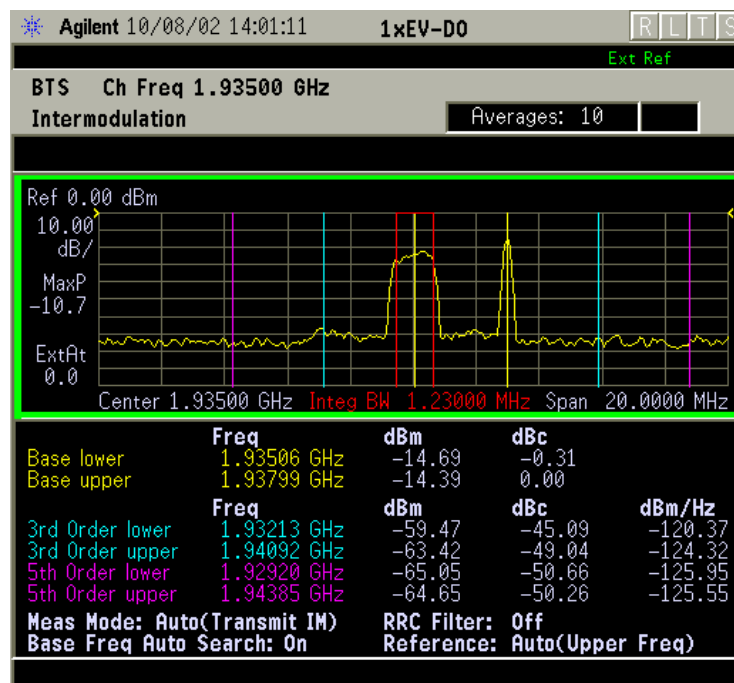 Agilent 10/08/02 14:01:11 1xEV-DO R L T S
Ext Ref
BTS Ch Freq 1.93500 GHz
Intermodulation Averages: 10
Ref 0.00 dBm
10.00
dB/
MaxP
-10.7
ExtAt
0.0
Center 1.93500 GHz Integ BW 1.23000 MHz Span 20.0000 MHz
Freq dBm dBc
Base lower 1.93506 GHz -14.69 -0.31
Base upper 1.93799 GHz -14.39 0.00
Freq dBm dBc dBm/Hz
3rd Order lower 1.93213 GHz -59.47 -45.09 -120.37
3rd Order upper 1.94092 GHz -63.42 -49.04 -124.32
5th Order lower 1.92920 GHz -65.05 -50.66 -125.95
5th Order upper 1.94385 GHz -64.65 -50.26 -125.55
Meas Mode: Auto(Transmit IM) RRC Filter: Off
Base Freq Auto Search: On Reference: Auto(Upper Freq)